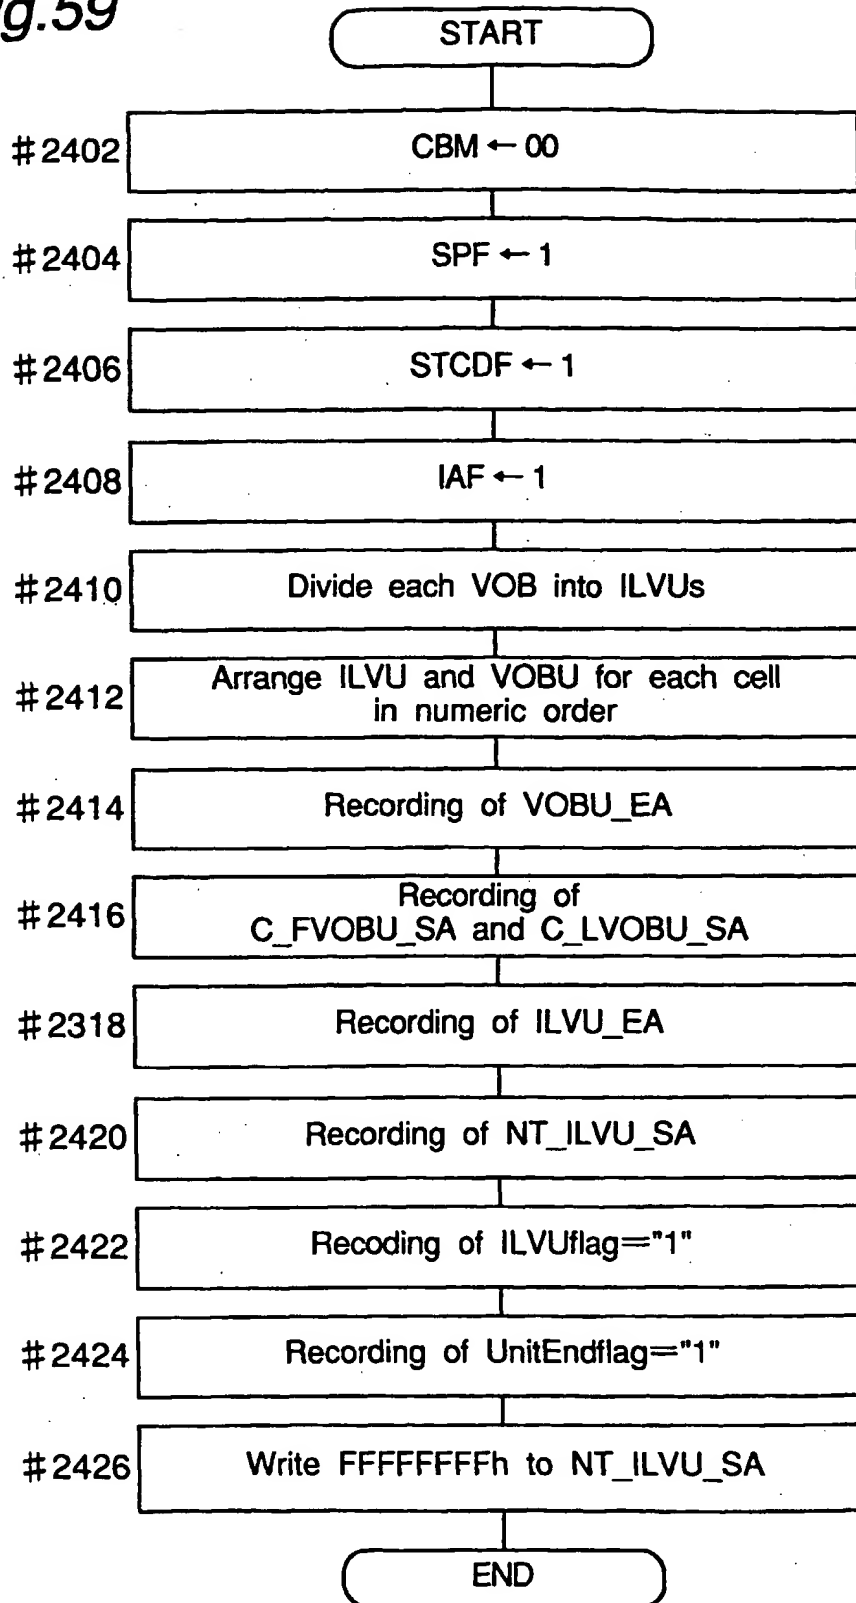 g.59
START
#2402 CBM ← 00
#2404 SPF ← 1
#2406 STCDF ← 1
#2408 IAF ← 1
#2410 Divide each VOB into ILVUs
#2412 Arrange ILVU and VOBU for each cell
in numeric order
#2414 Recording of VOBU_EA
#2416 Recording of
C_FVOBU_SA and C_LVOBU_SA
#2318 Recording of ILVU_EA
#2420 Recording of NT_ILVU_SA
#2422 Recoding of ILVUflag="1"
#2424 Recording of UnitEndflag="1"
#2426 Write FFFFFFFFh to NT_ILVU_SA
END